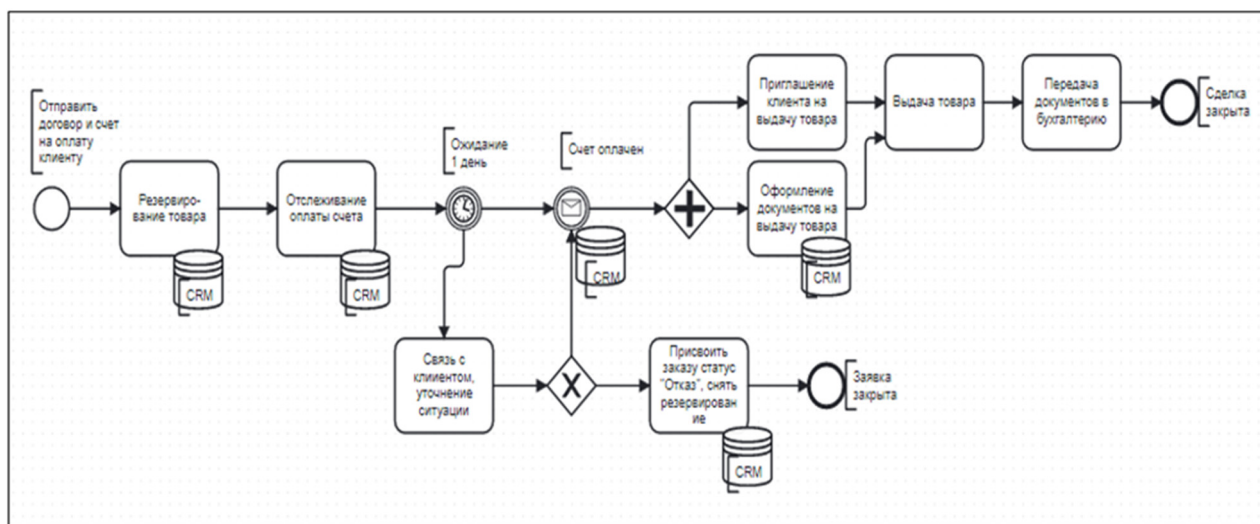 Отправить
договор и счет
на оплату
клиенту
Резервиро-
вание товара
CRM
Отслеживание
оплаты счета
CRM
Ожидание
1 день
Счет оплачен
CRM
Приглашение
клиента на
выдачу товара
Оформление
документов на
выдачу товара
CRM
Выдача товара
Передача
документов в
бухгалтерию
Сделка
закрыта
Связь с
клииентом,
уточнение
ситуации
Присвоить
заказу статус
"Отказ", снять
резервирован
ие
CRM
Заявка
закрыта